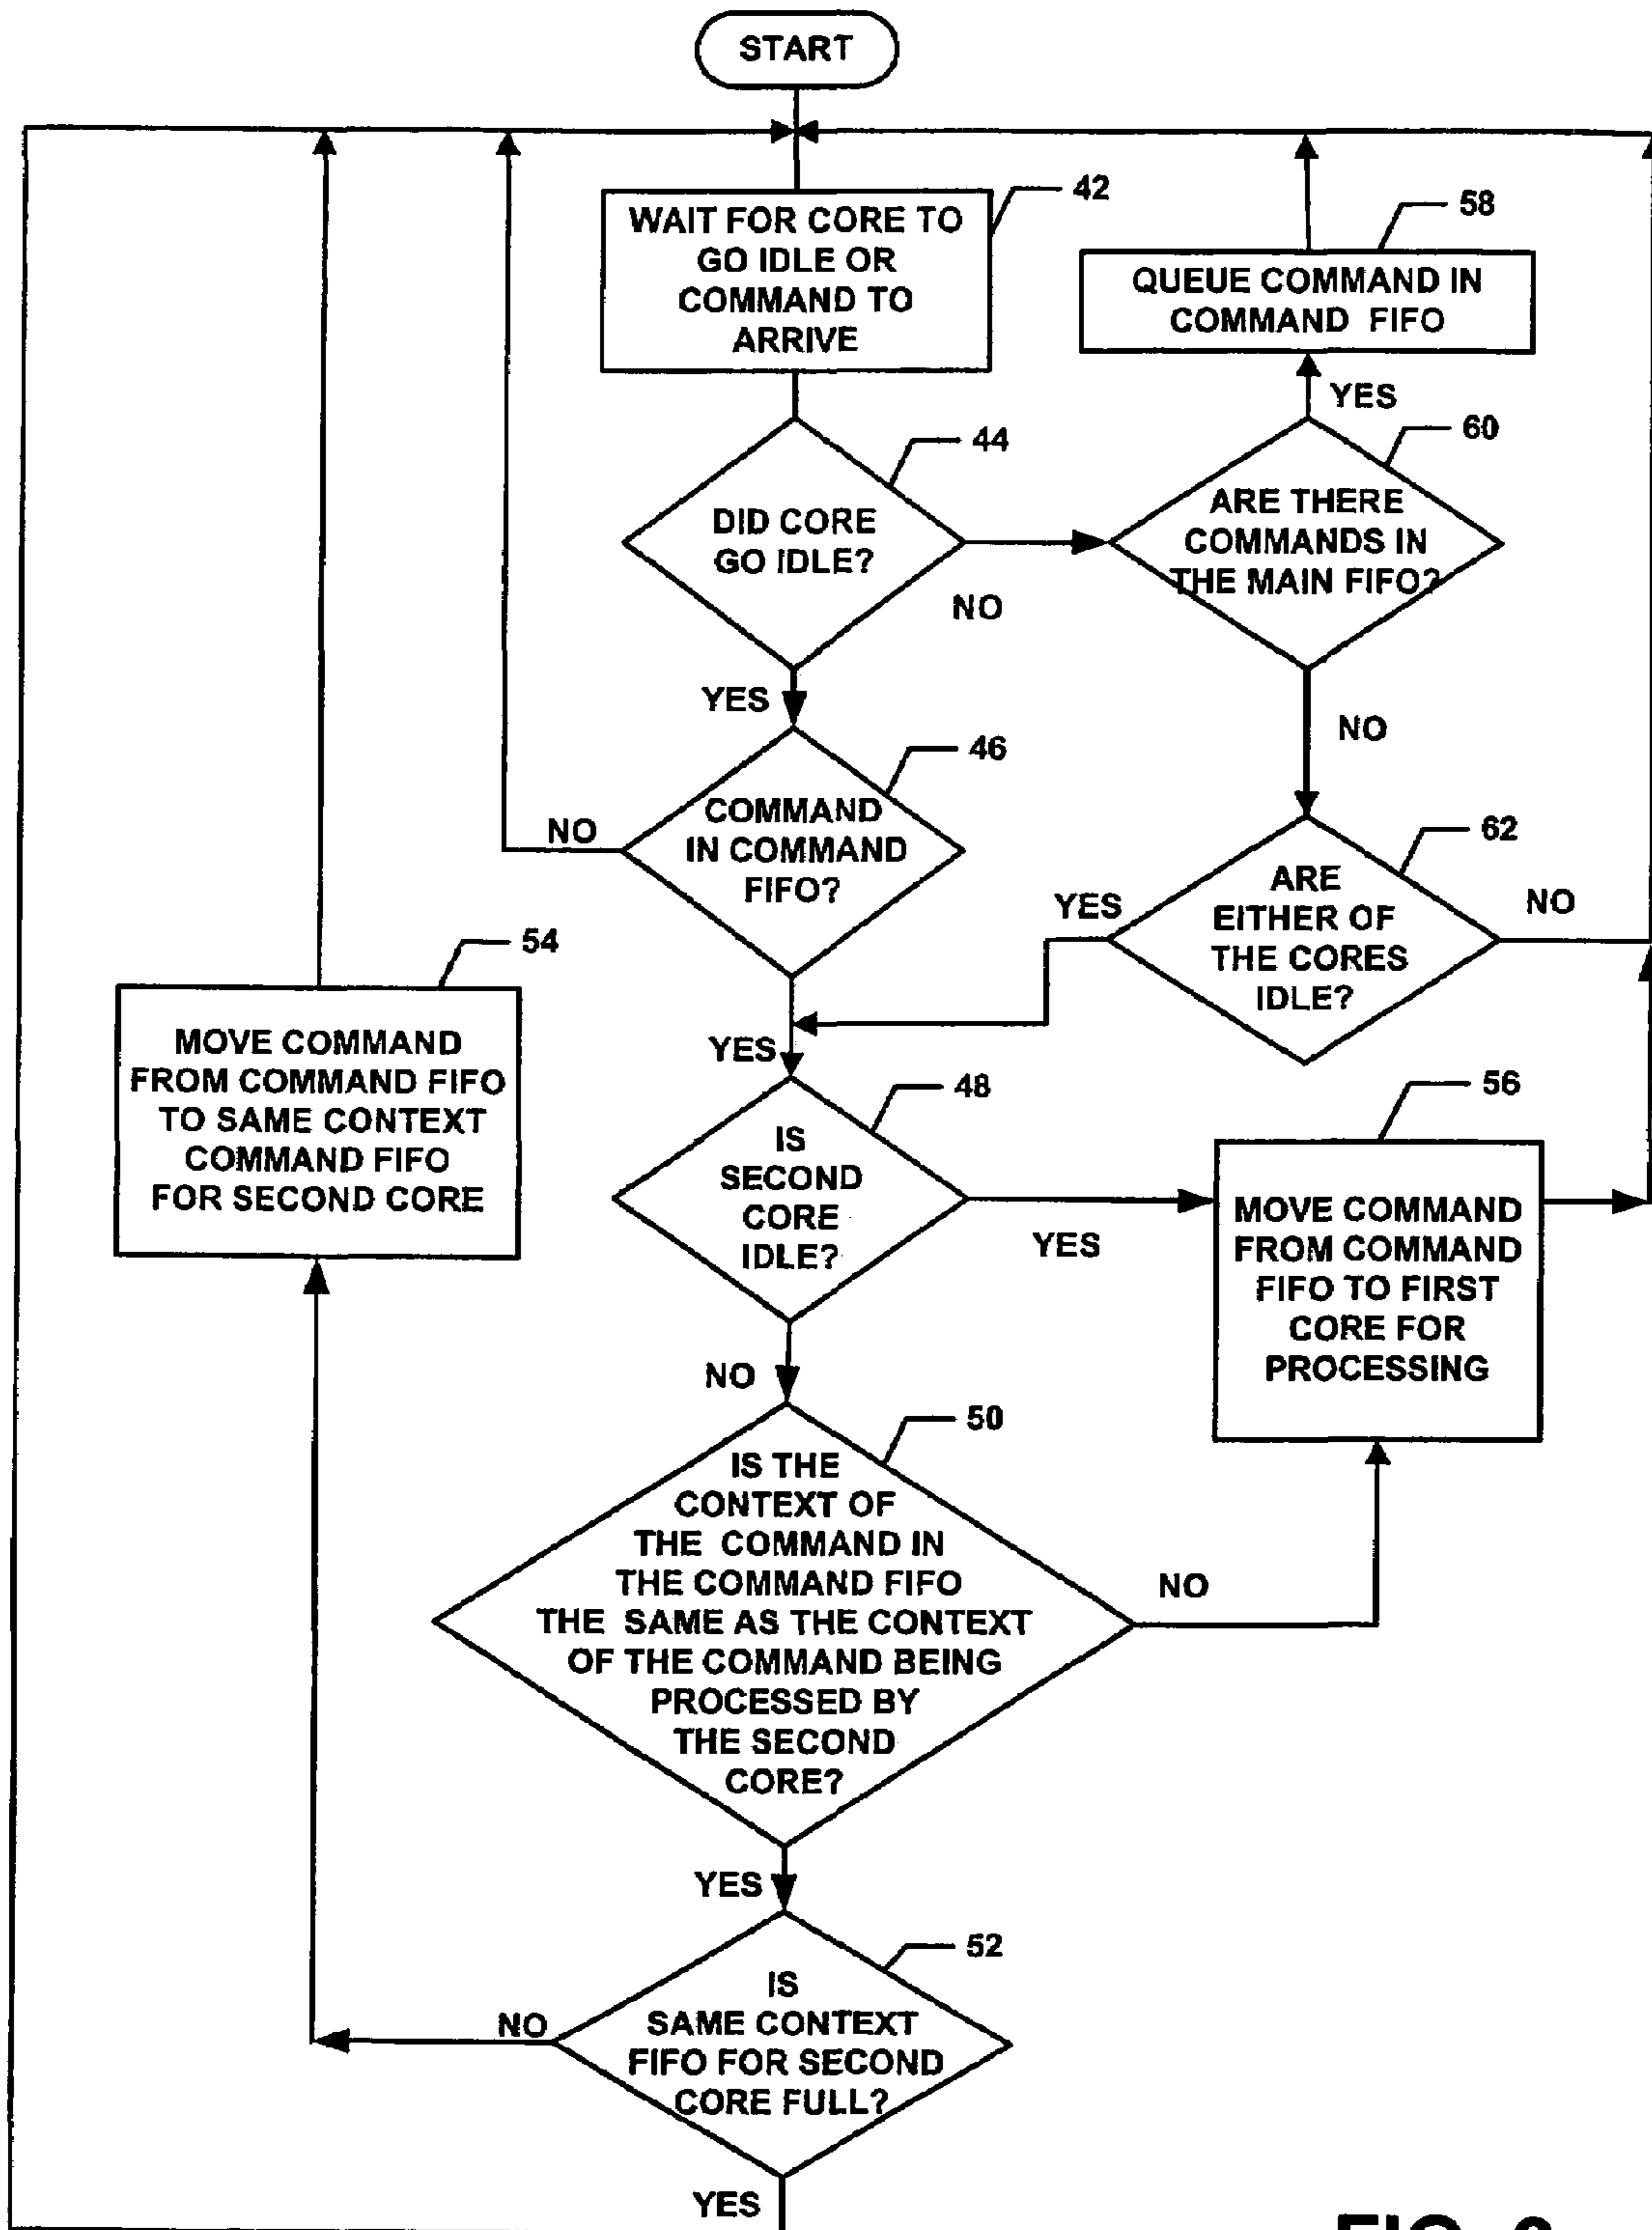 START
42
WAIT FOR CORE TO
GO IDLE OR
COMMAND TO
ARRIVE
58
QUEUE COMMAND IN
COMMAND FIFO
YES
44
DID CORE
GO IDLE?
NO
60
ARE THERE
COMMANDS IN
THE MAIN FIFO?
YES
NO
46
COMMAND
IN COMMAND
FIFO?
NO
62
ARE
EITHER OF
THE CORES
IDLE?
YES
NO
54
MOVE COMMAND
FROM COMMAND FIFO
TO SAME CONTEXT
COMMAND FIFO
FOR SECOND CORE
YES
48
IS
SECOND
CORE
IDLE?
YES
56
MOVE COMMAND
FROM COMMAND
FIFO TO FIRST
CORE FOR
PROCESSING
NO
50
IS THE
CONTEXT OF
THE COMMAND IN
THE COMMAND FIFO
THE SAME AS THE CONTEXT
OF THE COMMAND BEING
PROCESSED BY
THE SECOND
CORE?
NO
YES
52
IS
SAME CONTEXT
FIFO FOR SECOND
CORE FULL?
NO
YES
FIG.